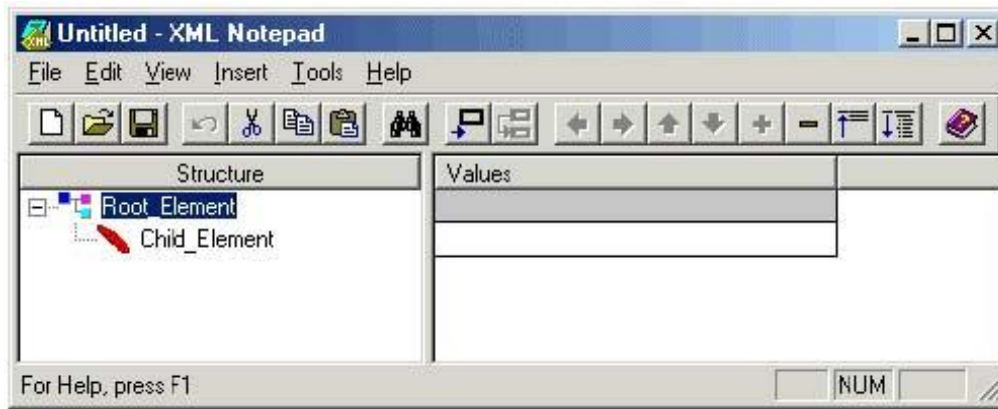 Untitled - XML Notepad
File Edit View Insert Tools Help
Structure Values
Root_Element
Child_Element
For Help, press F1 NUM